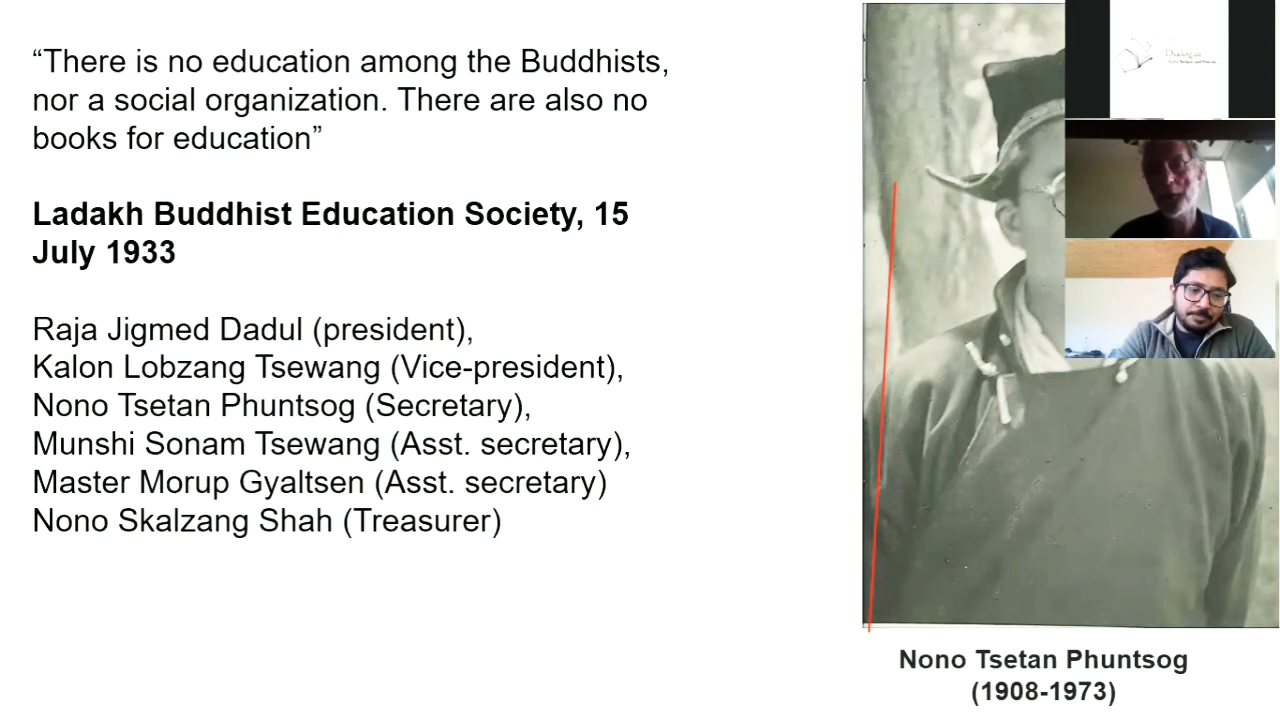 “There is no education among the Buddhists,
nor a social organization. There are also no
books for education”
Ladakh Buddhist Education Society, 15
July 1933
Raja Jigmed Dadul (president),
Kalon Lobzang Tsewang (Vice-president),
Nono Tsetan Phuntsog (Secretary),
Munshi Sonam Tsewang (Asst. secretary),
Master Morup Gyaltsen (Asst. secretary)
Nono Skalzang Shah (Treasurer)
Dialogue
Nono Tsetan Phuntsog
(1908-1973)